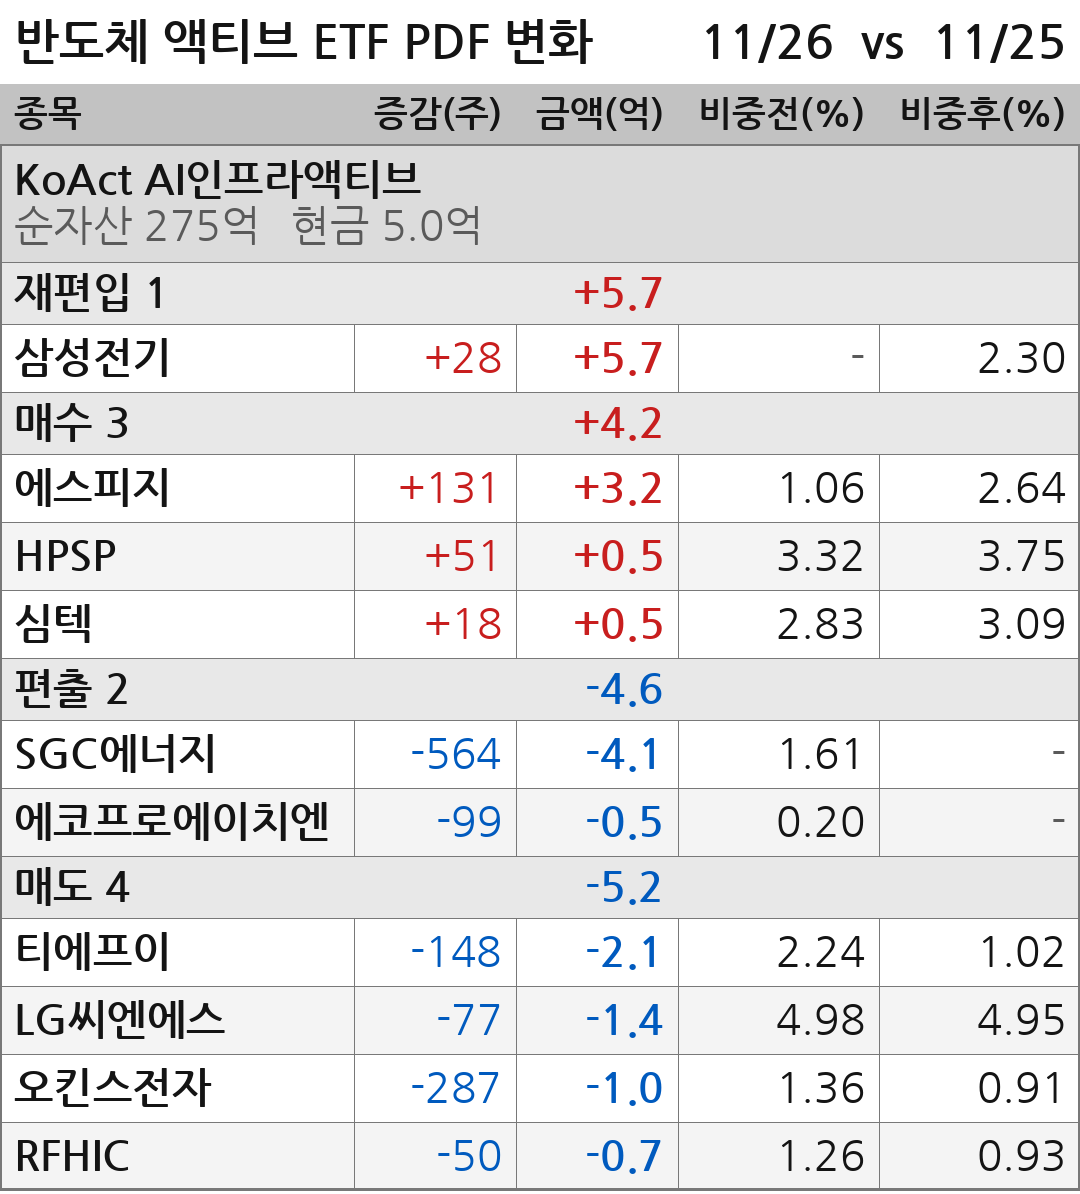 반도체 액티브 ETF PDF 변화 11/26 vs 11/25
종목 증감(주) 금액(억) 비중전(%) 비중후(%)
KoAct AI인프라액티브
순자산 275억 현금 5.0억
재편입 1 +5.7
삼성전기 +28 +5.7 - 2.30
매수 3 +4.2
에스피지 +131 +3.2 1.06 2.64
HPSP +51 +0.5 3.32 3.75
심텍 +18 +0.5 2.83 3.09
편출 2 -4.6
SGC에너지 -564 -4.1 1.61 -
에코프로에이치엔 -99 -0.5 0.20 -
매도 4 -5.2
티에프이 -148 -2.1 2.24 1.02
LG씨엔에스 -77 -1.4 4.98 4.95
오킨스전자 -287 -1.0 1.36 0.91
RFHIC -50 -0.7 1.26 0.93